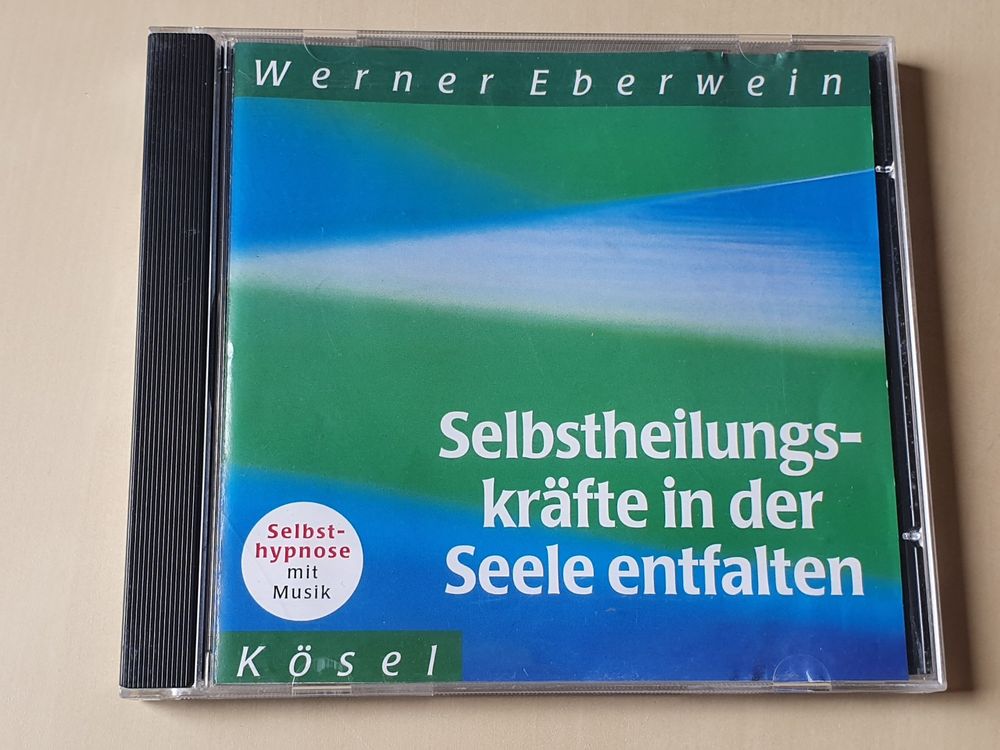 Werner Eberwein
Selbstheilungs-
kräfte in der
Seele entfalten
Selbst-
hypnose
mit
Musik
Kösel